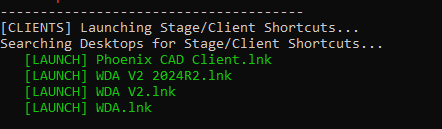 --------------------------------------
[CLIENTS] Launching Stage/Client Shortcuts...
Searching Desktops for Stage/Client Shortcuts...
[LAUNCH] Phoenix CAD Client.lnk
[LAUNCH] WDA V2 2024R2.lnk
[LAUNCH] WDA V2.lnk
[LAUNCH] WDA.lnk